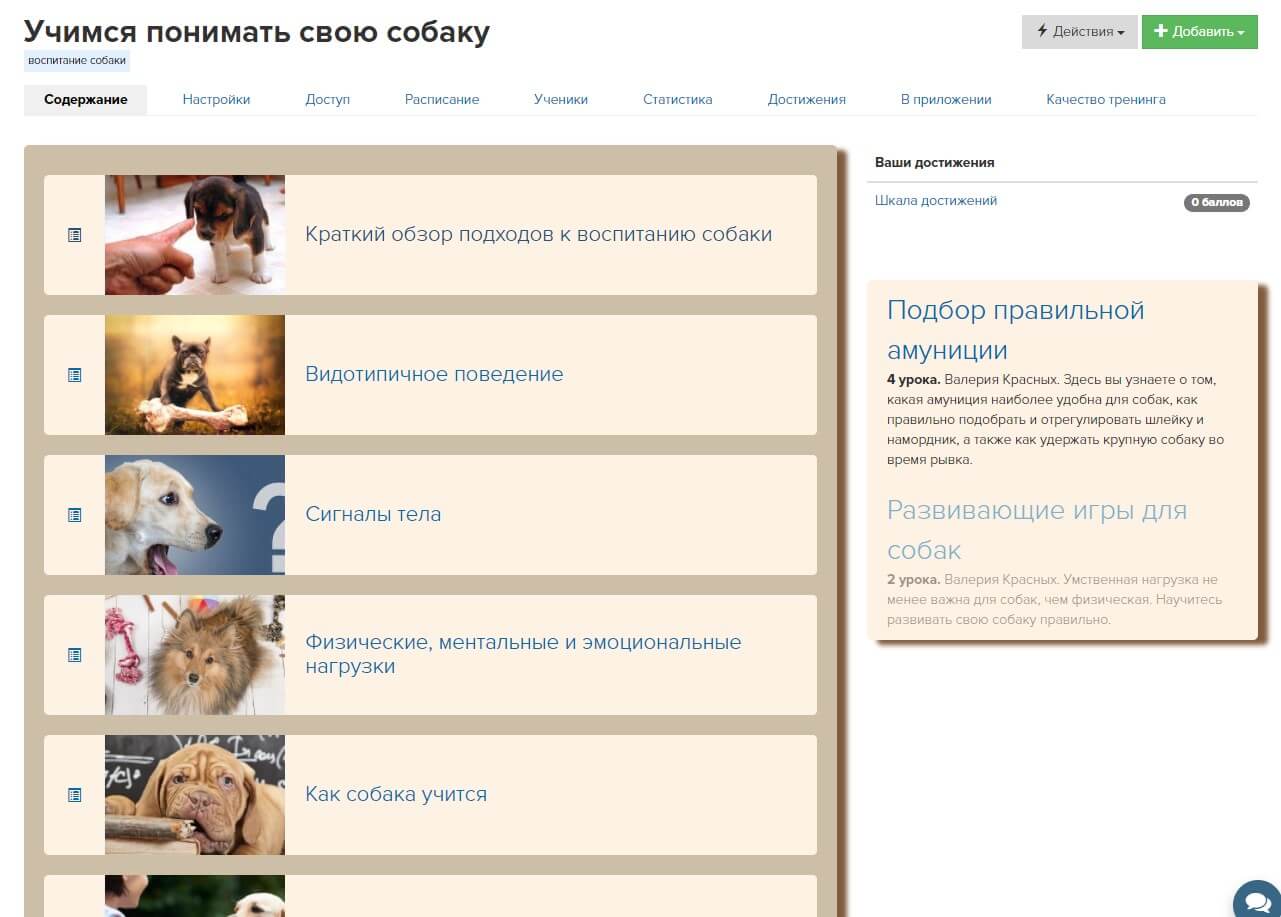 Учимся понимать свою собаку
Действия
Добавить
воспитание собаки
Содержание
Настройки
Доступ
Расписание
Ученики
Статистика
Достижения
В приложении
Качество тренинга
Краткий обзор подходов к воспитанию собаки
Видотипичное поведение
Сигналы тела
?
Физические, ментальные и эмоциональные
нагрузки
Как собака учится
Ваши достижения
Шкала достижений
0 баллов
Подбор правильной
амуниции
4 урока. Валерия Красных. Здесь вы узнаете о том,
какая амуниция наиболее удобна для собак, как
правильно подобрать и отрегулировать шлейку и
намордник, а также как удержать крупную собаку во
время рывка.
Развивающие игры для
собак
2 урока. Валерия Красных. Умственная нагрузка не
менее важна для собак, чем физическая. Научитесь
развивать свою собаку правильно.